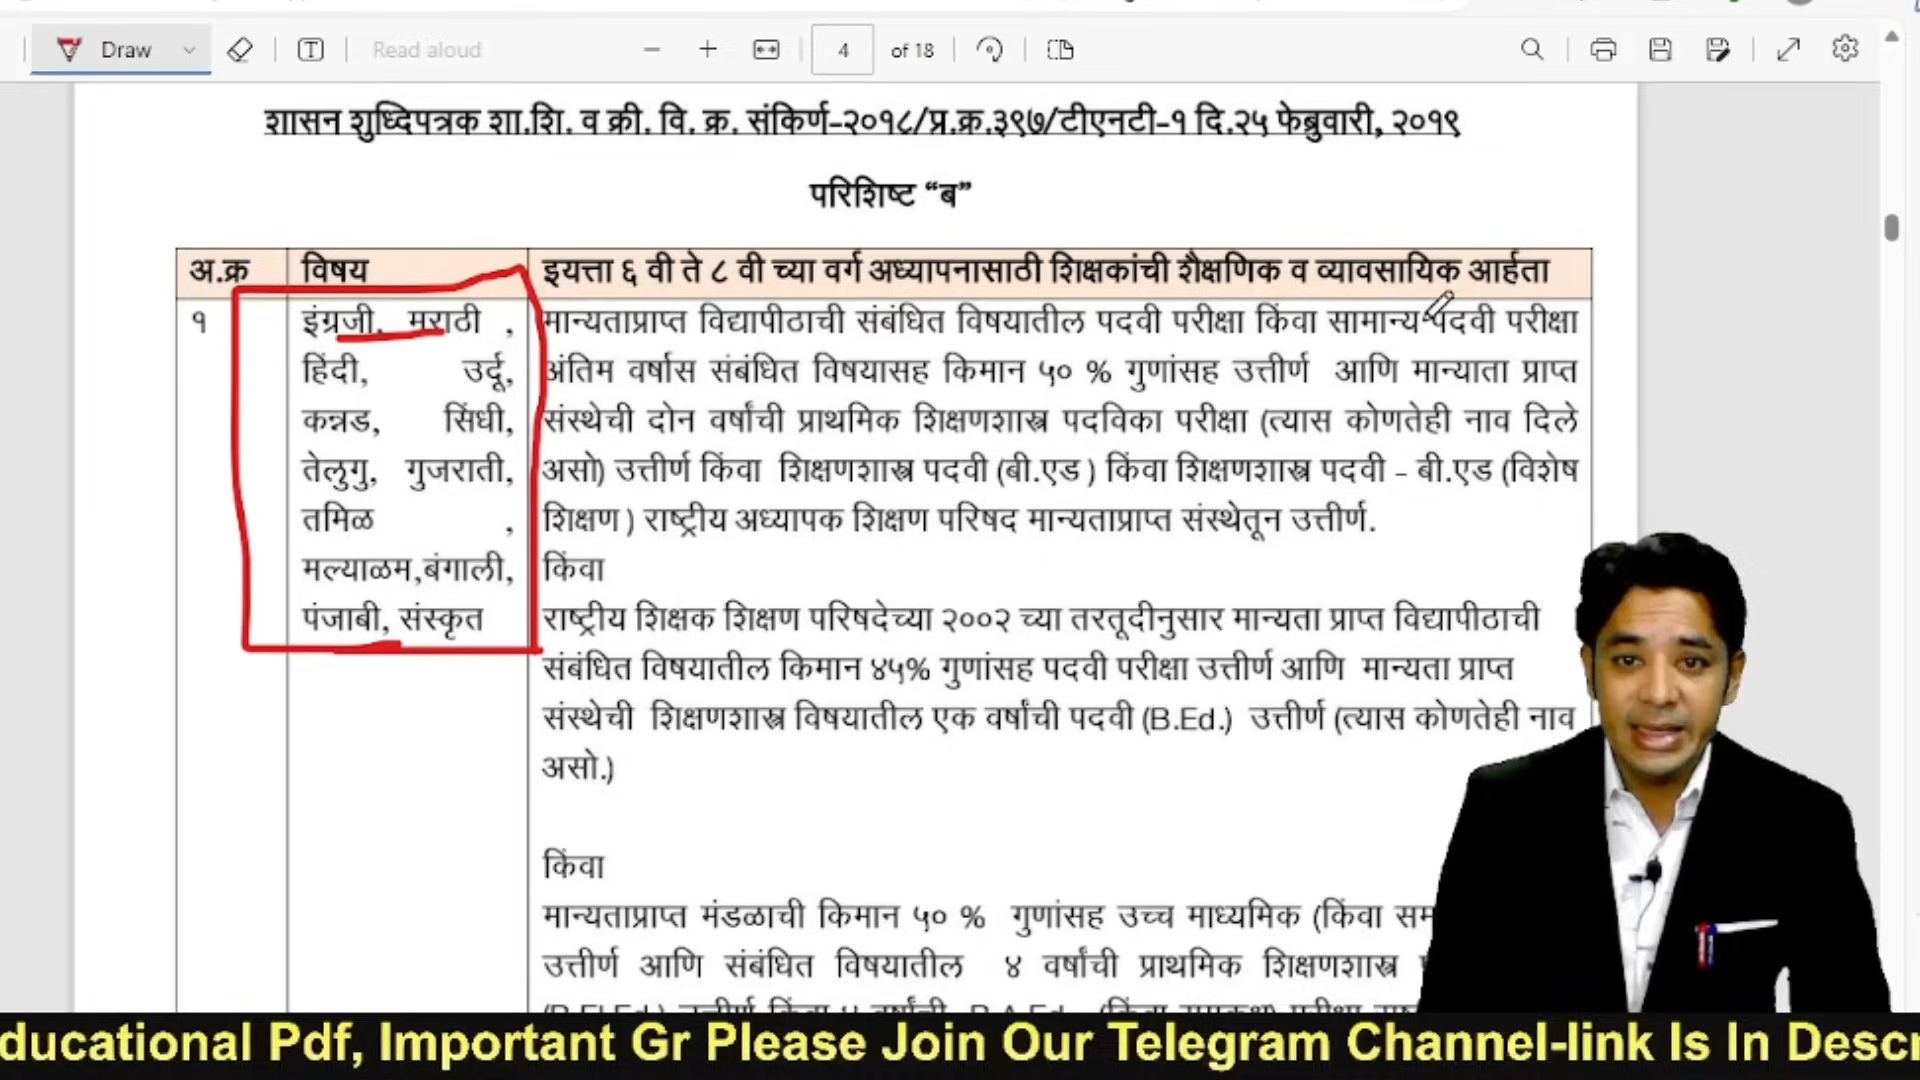 Draw
Read aloud
4 of 18
शासन शुध्दिपत्रक शा.शि. व क्री. वि. क्र. संकिर्ण-२०१८/प्र.क्र.३९७/टीएनटी-१ दि.२५ फेब्रुवारी, २०१९
परिशिष्ट “ब”
अ.क्र विषय इयत्ता ६ वी ते ८ वी च्या वर्ग अध्यापनासाठी शिक्षकांची शैक्षणिक व व्यावसायिक आर्हता
१ इंग्रजी, मराठी , मान्यताप्राप्त विद्यापीठाची संबंधित विषयातील पदवी परीक्षा किंवा सामान्य पदवी परीक्षा
हिंदी, उर्दू, अंतिम वर्षास संबंधित विषयासह किमान ५० % गुणांसह उत्तीर्ण आणि मान्याता प्राप्त
कन्नड, सिंधी, संस्थेची दोन वर्षांची प्राथमिक शिक्षणशास्त्र पदविका परीक्षा (त्यास कोणतेही नाव दिले
तेलुगु, गुजराती, असो) उत्तीर्ण किंवा शिक्षणशास्त्र पदवी (बी.एड ) किंवा शिक्षणशास्त्र पदवी - बी.एड (विशेष
तमिळ , शिक्षण ) राष्ट्रीय अध्यापक शिक्षण परिषद मान्यताप्राप्त संस्थेतून उत्तीर्ण.
मल्याळम,बंगाली, किंवा
पंजाबी, संस्कृत राष्ट्रीय शिक्षक शिक्षण परिषदेच्या २००२ च्या तरतूदीनुसार मान्यता प्राप्त विद्यापीठाची
संबंधित विषयातील किमान ४५% गुणांसह पदवी परीक्षा उत्तीर्ण आणि मान्यता प्राप्त
संस्थेची शिक्षणशास्त्र विषयातील एक वर्षाची पदवी (B.Ed.) उत्तीर्ण (त्यास कोणतेही नाव
असो.)
किंवा
मान्यताप्राप्त मंडळाची किमान ५० % गुणांसह उच्च माध्यमिक (किंवा सम
उत्तीर्ण आणि संबंधित विषयातील ४ वर्षांची प्राथमिक शिक्षणशास्त्र
ducational Pdf, Important Gr Please Join Our Telegram Channel-link Is In Descr